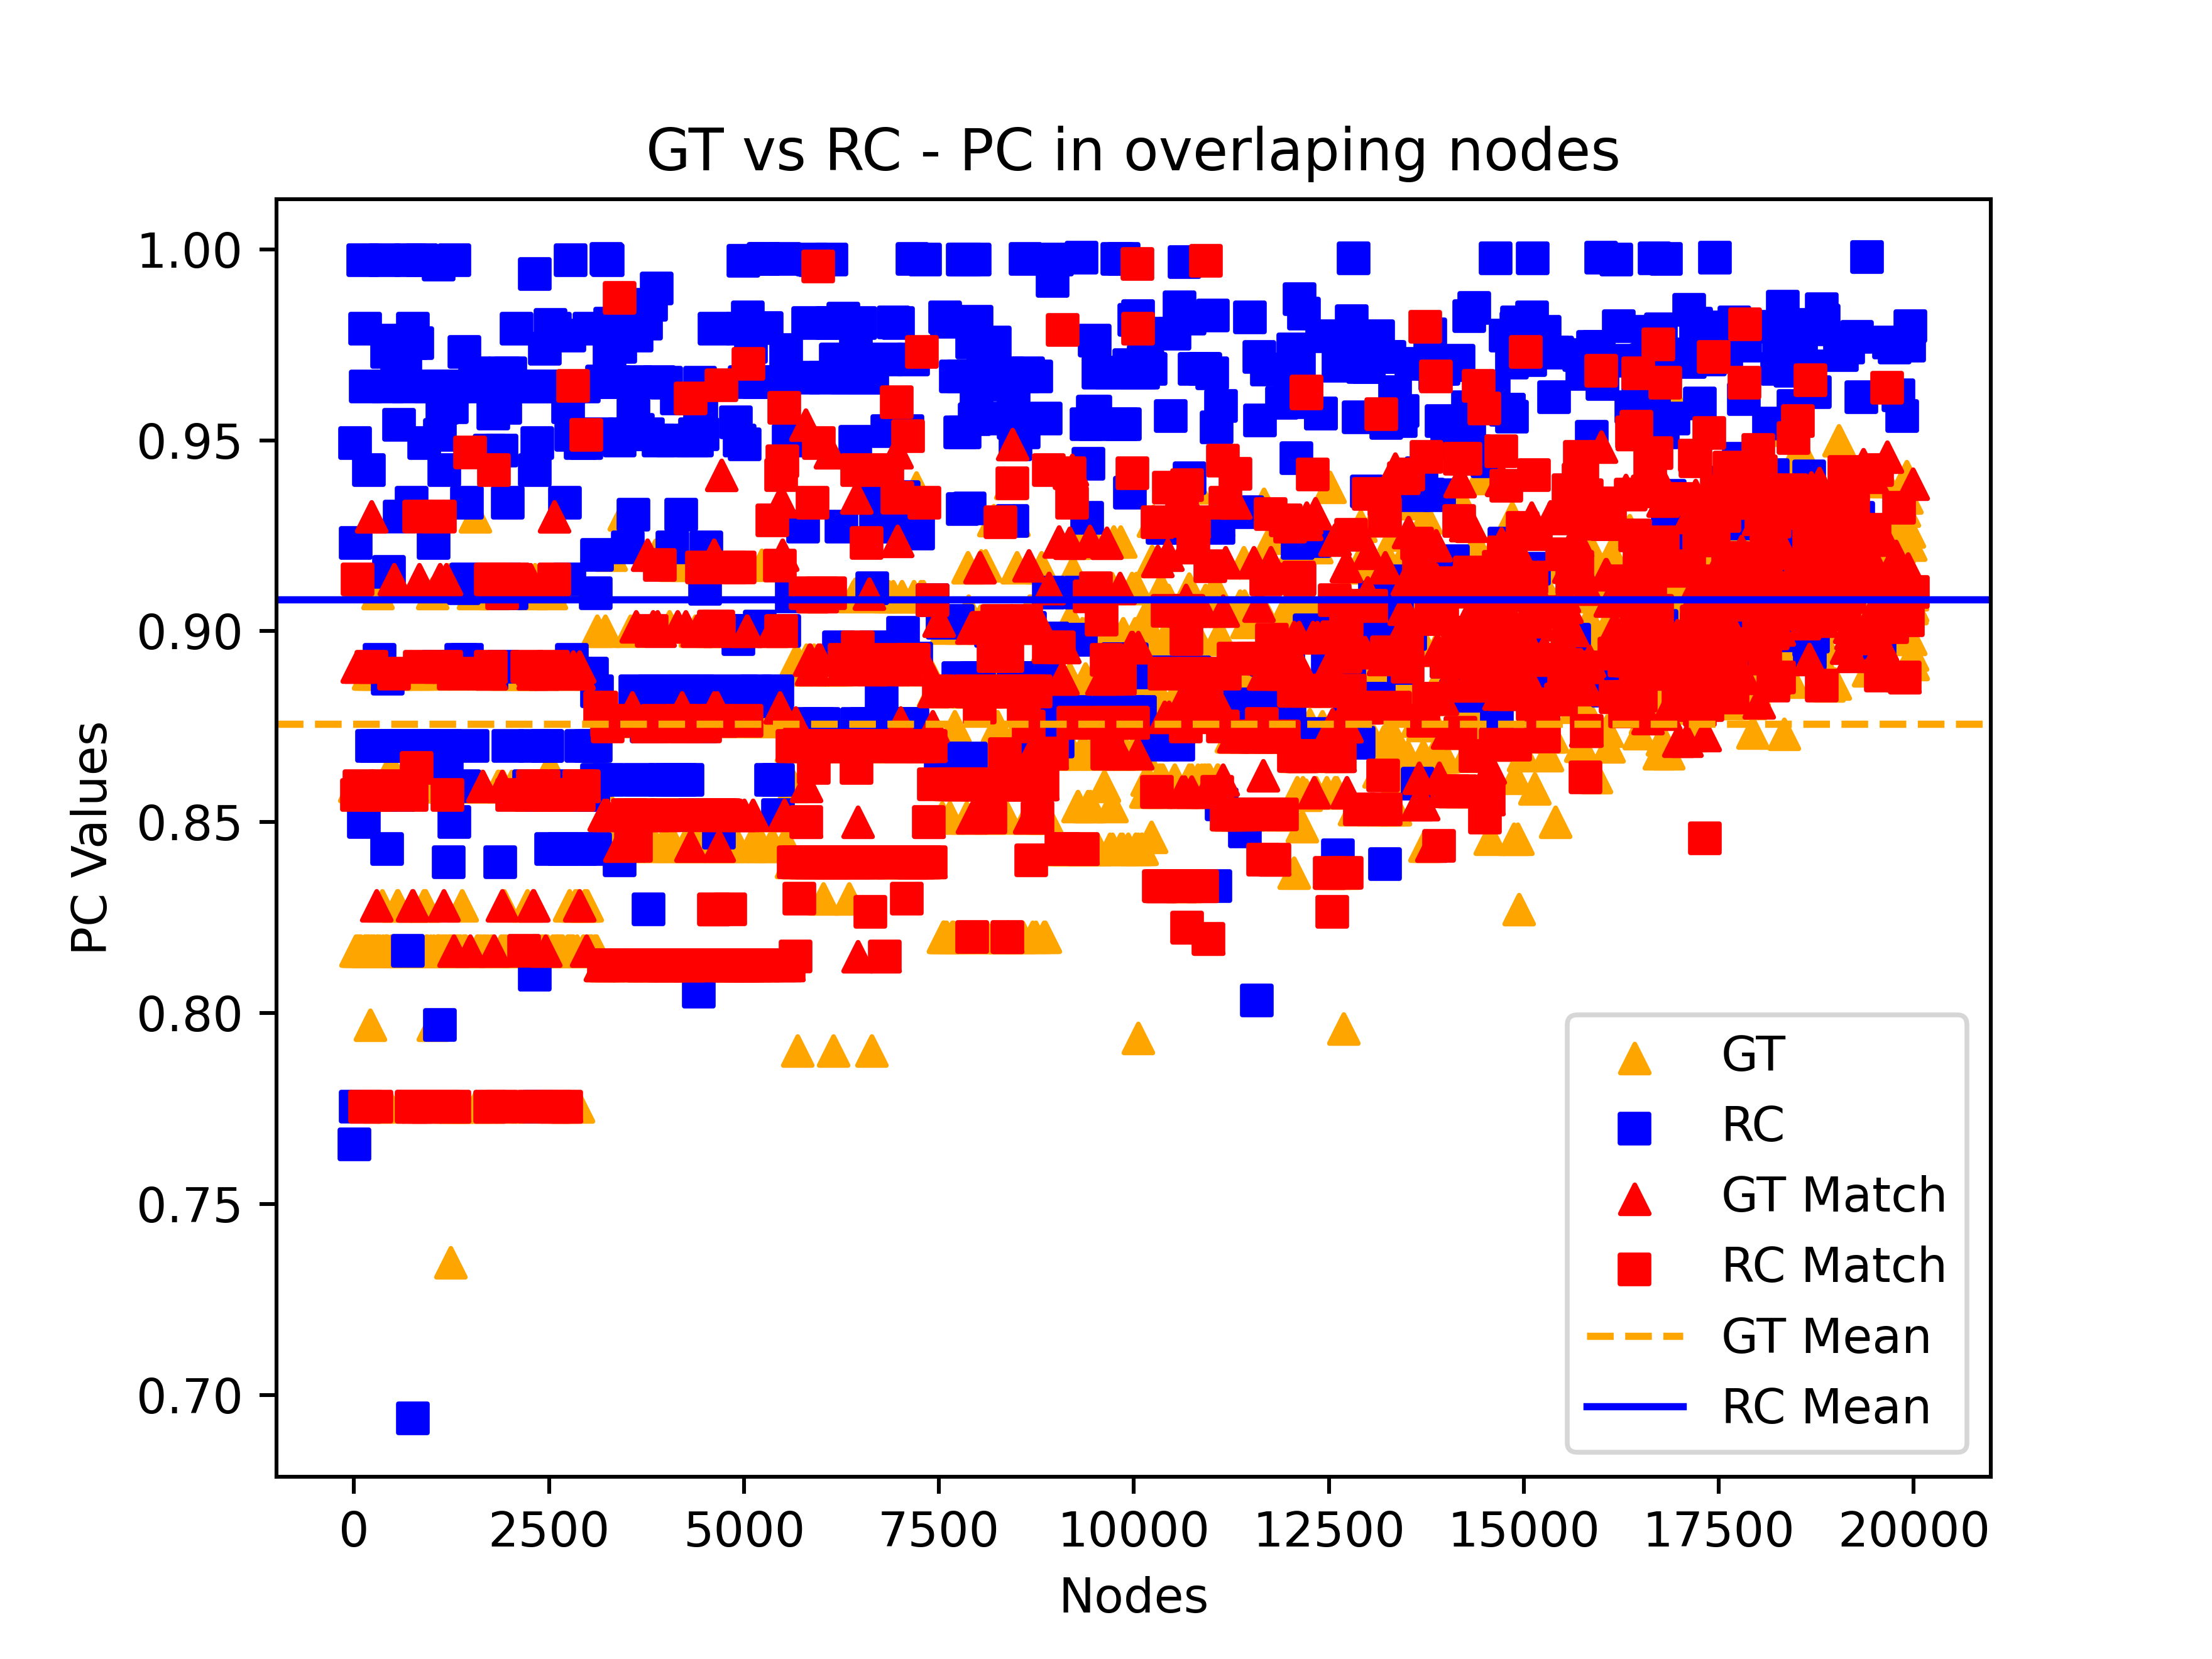 GT vs RC - PC in overlaping nodes
1.00
0.95
0.90
0.85
0.80
0.75
0.70
PC Values
GT
RC
GT Match
RC Match
GT Mean
RC Mean
0 2500 5000 7500 10000 12500 15000 17500 20000
Nodes